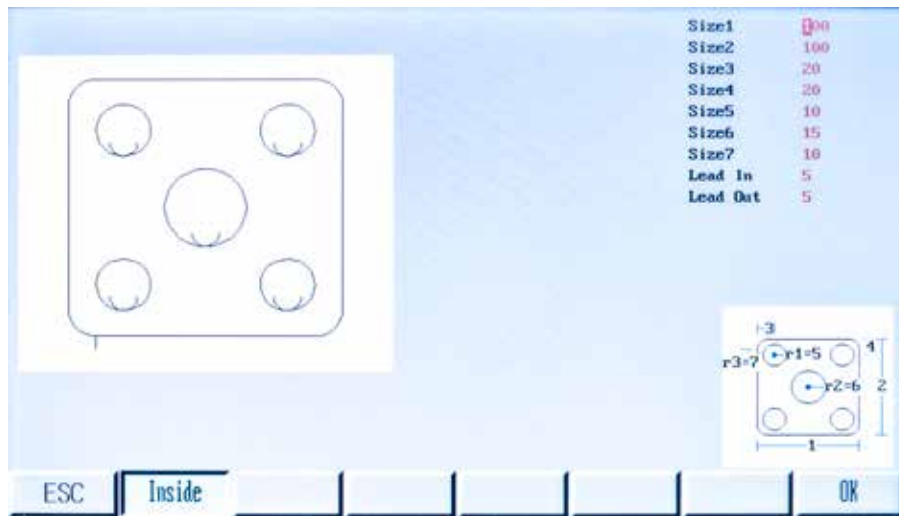 Size1 100
Size2 100
Size3 20
Size4 20
Size5 10
Size6 15
Size7 10
Lead In 5
Lead Out 5
3
r3=7 r1=5 4
r2=6 2
1
ESC Inside OK